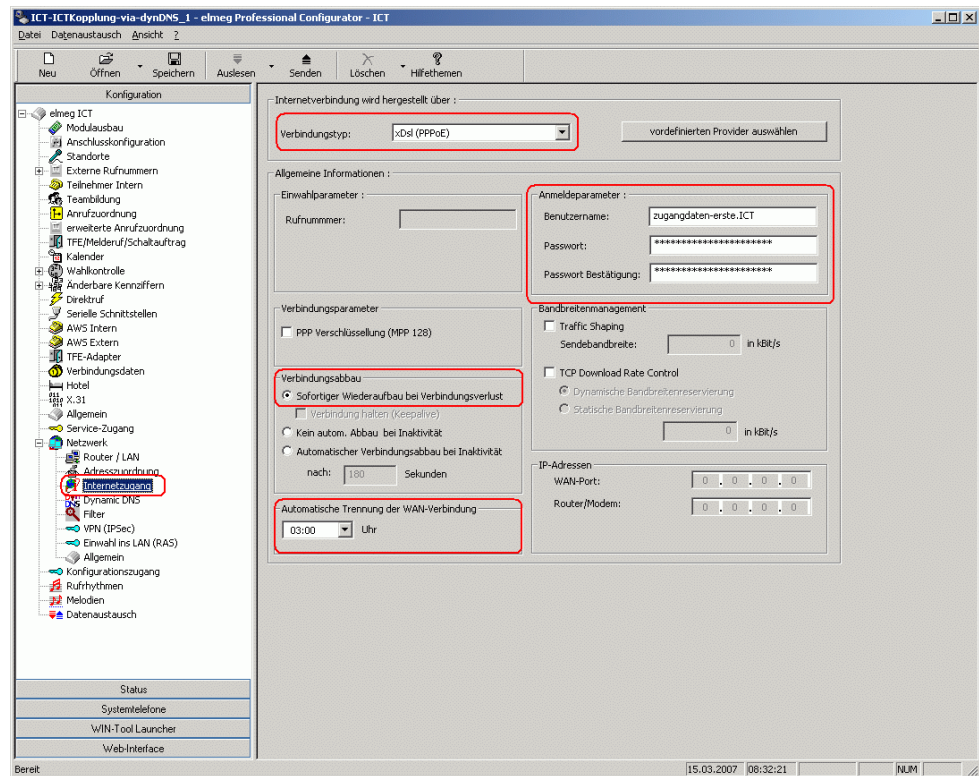 ICT-ICTKopplung-via-dynDNS_1 - elmeg Professional Configurator - ICT
Datei Datenaustausch Ansicht ?
Neu Öffnen Speichern Auslesen Senden Löschen Hilfethemen
Konfiguration
elmeg ICT
Modulausbau
Anschlusskonfiguration
Standorte
Externe Rufnummern
Teilnehmer Intern
Teambildung
Anrufzuordnung
erweiterte Anrufzuordnung
TFE/Melderuf/Schaltauftrag
Kalender
Wahlkontrolle
Änderbare Kennziffern
Direktruf
Serielle Schnittstellen
AWS Intern
AWS Extern
TFE-Adapter
Verbindungsdaten
Hotel
X.31
Allgemein
Service-Zugang
Netzwerk
Router / LAN
Adresszuordnung
Internetzugang
Dynamic DNS
Filter
VPN (IPSec)
Einwahl ins LAN (RAS)
Allgemein
Konfigurationszugang
Rufrhythmen
Melodien
Datenaustausch
Status
Systemtelefone
WIN-Tool Launcher
Web-Interface
Internetverbindung wird hergestellt über :
Verbindungstyp: xDsl (PPPoE)
vordefinierten Provider auswählen
Allgemeine Informationen :
Einwahlparameter :
Rufnummmer:
Anmeldeparameter :
Benutzername: zugangdaten-erste.ICT
Passwort: **********************
Passwort Bestätigung: **********************
Verbindungsparameter
PPP Verschlüssellung (MPP 128)
Bandbreitenmanagement
Traffic Shaping
Sendebandbreite: 0 in kBit/s
TCP Download Rate Control
Dynamische Bandbreitenreservierung
Statische Bandbreitenreservierung
0 in kBit/s
Verbindungsabbau
Sofortiger Wiederaufbau bei Verbindungsverlust
Verbindung halten (Keepalive)
Kein autom. Abbau bei Inaktivität
Automatischer Verbindungsabbau bei Inaktivität
nach: 180 Sekunden
IP-Adressen
WAN-Port: 0 . 0 . 0 . 0
Router/Modem: 0 . 0 . 0 . 0
Automatische Trennung der WAN-Verbindung
03:00 Uhr
Bereit
15.03.2007 08:32:21 NUM